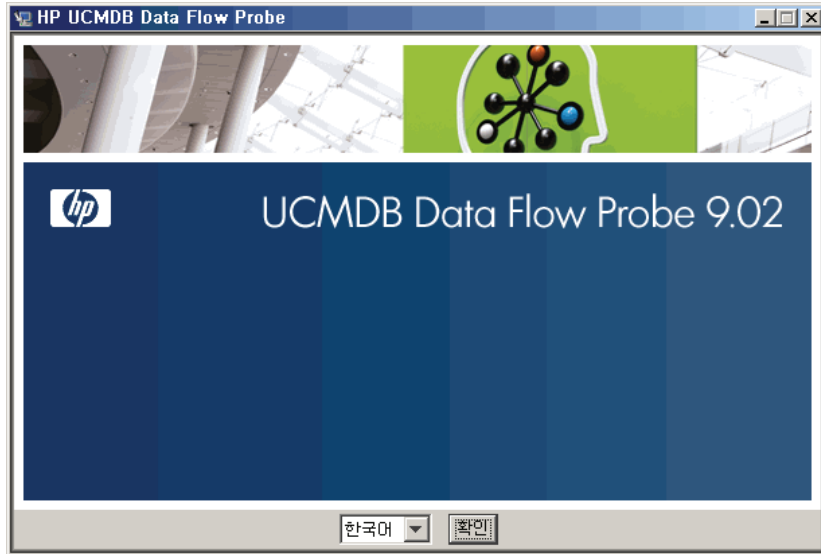 HP UCMDB Data Flow Probe
hp
UCMDB Data Flow Probe 9.02
한국어
확인